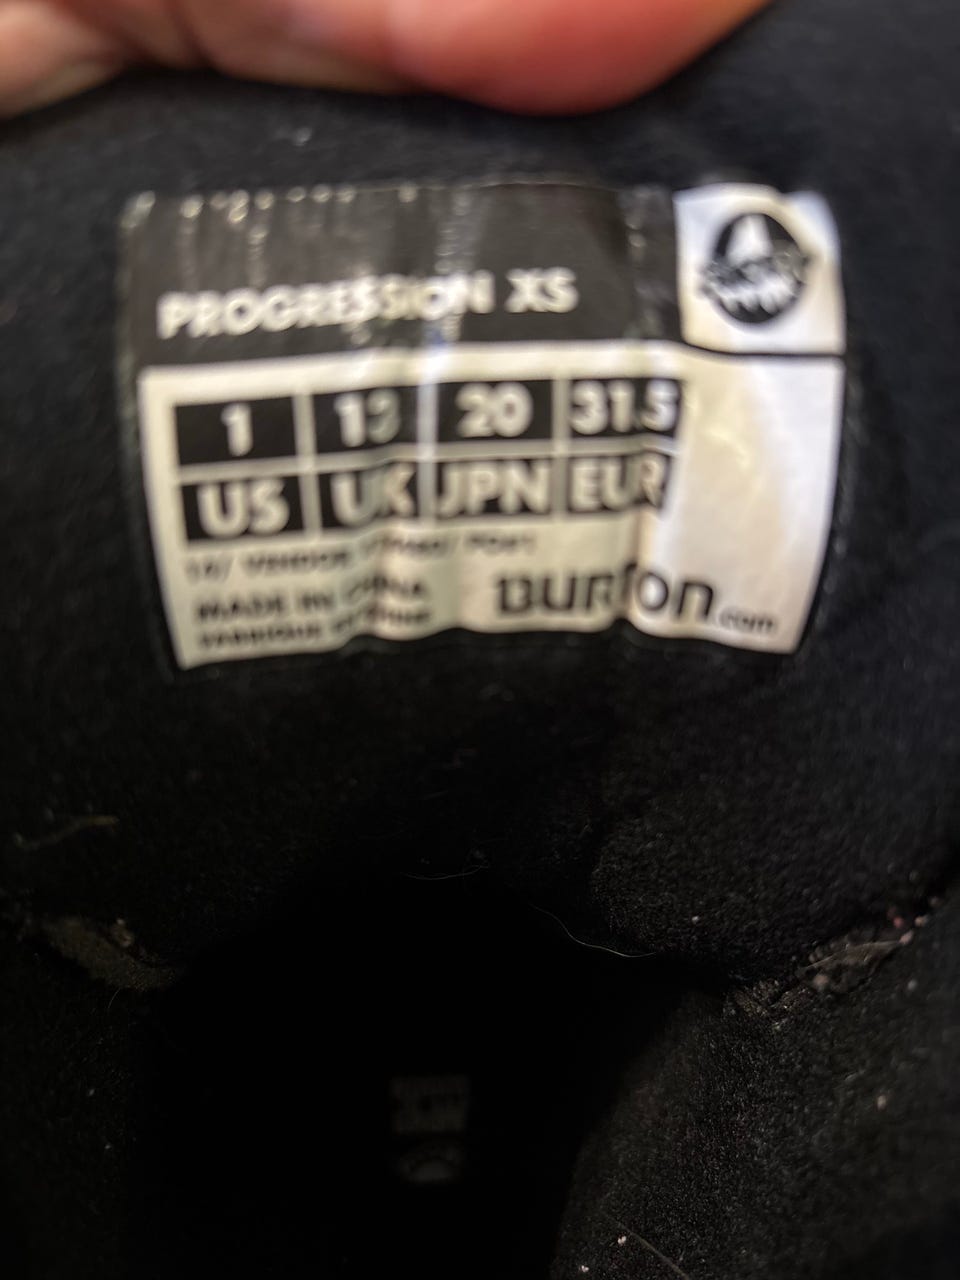 PROGRESSION XS
1 13 20 31.5
US UK JPN EUR
MADE IN CHINA
BURTON.com